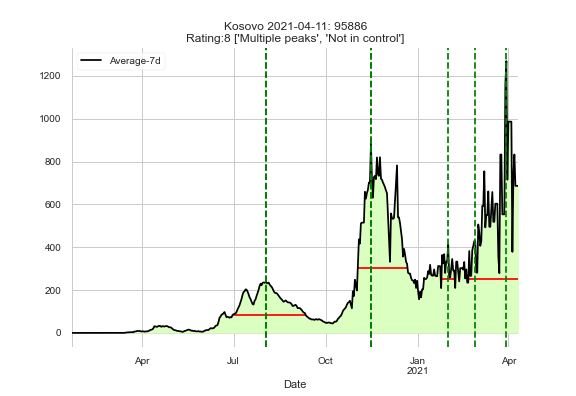 Kosovo 2021-04-11: 95886
Rating:8 ['Multiple peaks', 'Not in control']
Average-7d
1200
1000
800
600
400
200
0
Apr Jul Oct Jan Apr
2021
Date